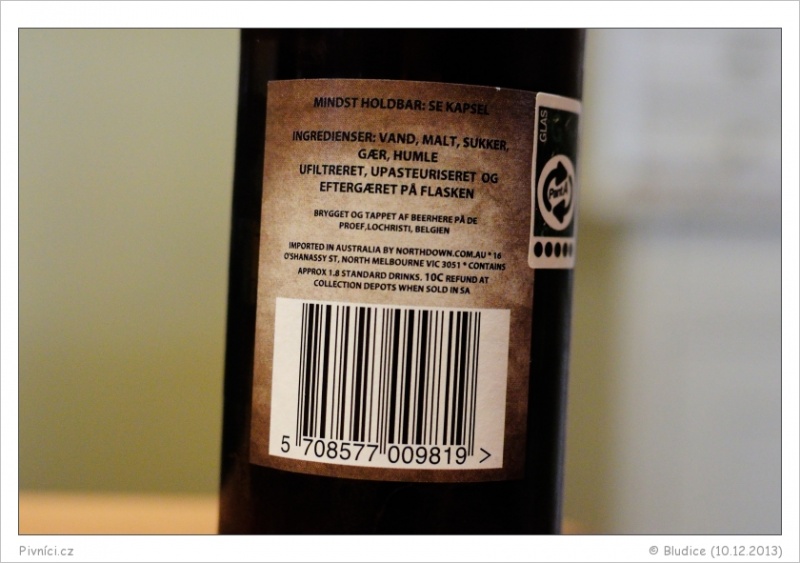 MINDST HOLDBAR: SE KAPSEL
INGREDIENSER: VAND, MALT, SUKKER,
GÆR, HUMLE
UFILTRERET, UPASTEURISERET OG
EFTERGÆRET PÅ FLASKEN
BRYGGET OG TAPPET AF BEERHERE PÅ DE
PROEF,LOCHRISTI, BELGIEN
IMPORTED IN AUSTRALIA BY NORTHDOWN.COM.AU * 16
O'SHANASSY ST, NORTH MELBOURNE VIC 3051 * CONTAINS
APPROX 1.8 STANDARD DRINKS. 10C REFUND AT
COLLECTION DEPOTS WHEN SOLD IN SA
5 708577 009819 >
GLAS
Pant A
Pivníci.cz
© Bludice (10.12.2013)